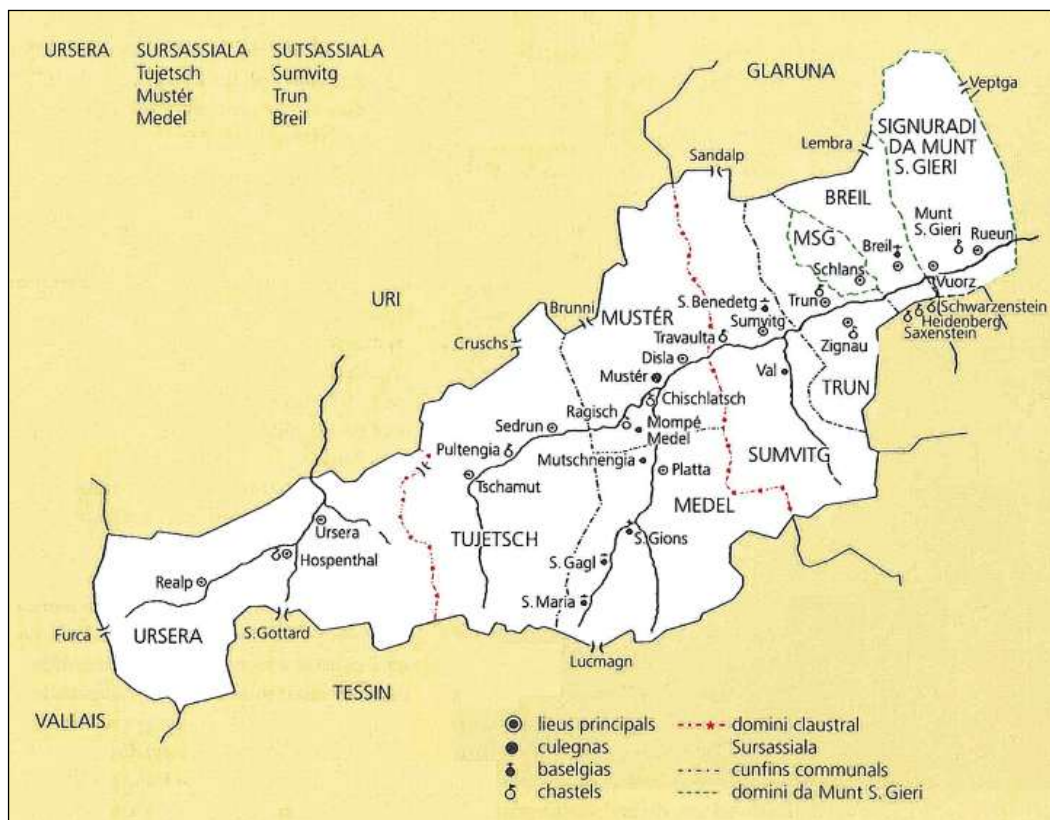 URSERA SURSASSIALA SUTSASSIALA
Tujetsch Sumvitg
Mustér Trun
Medel Breil
GLARUNA
Veptga
SIGNURADI
DA MUNT
S. GIERI
Lembra
Sandalp
BREIL
Munt
S. Gieri
Rueun
MSG
Breil
Schlans
Vuorz
URI
S. Benedetg
Trun
Schwarzenstein
Brunni
MUSTÉR
Sumvitg
Heidenberg
Travaulta
Saxenstein
Cruschs
Zignau
Disla
Val
Mustér
TRUN
Chischlatsch
Ragisch
Sedrun
Mompé
Medel
Pultengia
Mutschnengia
SUMVITG
Platta
Tschamut
MEDEL
Ursera
TUJETSCH
S. Gions
Hospenthal
S. Gagl
Realp
S. Maria
Furca
URSERA
S. Gottard
Lucmagn
TESSIN
VALLAIS
lieus principals
culegnas
baselgias
chastels
domini claustral
Sursassiala
cunfins communals
domini da Munt S. Gieri